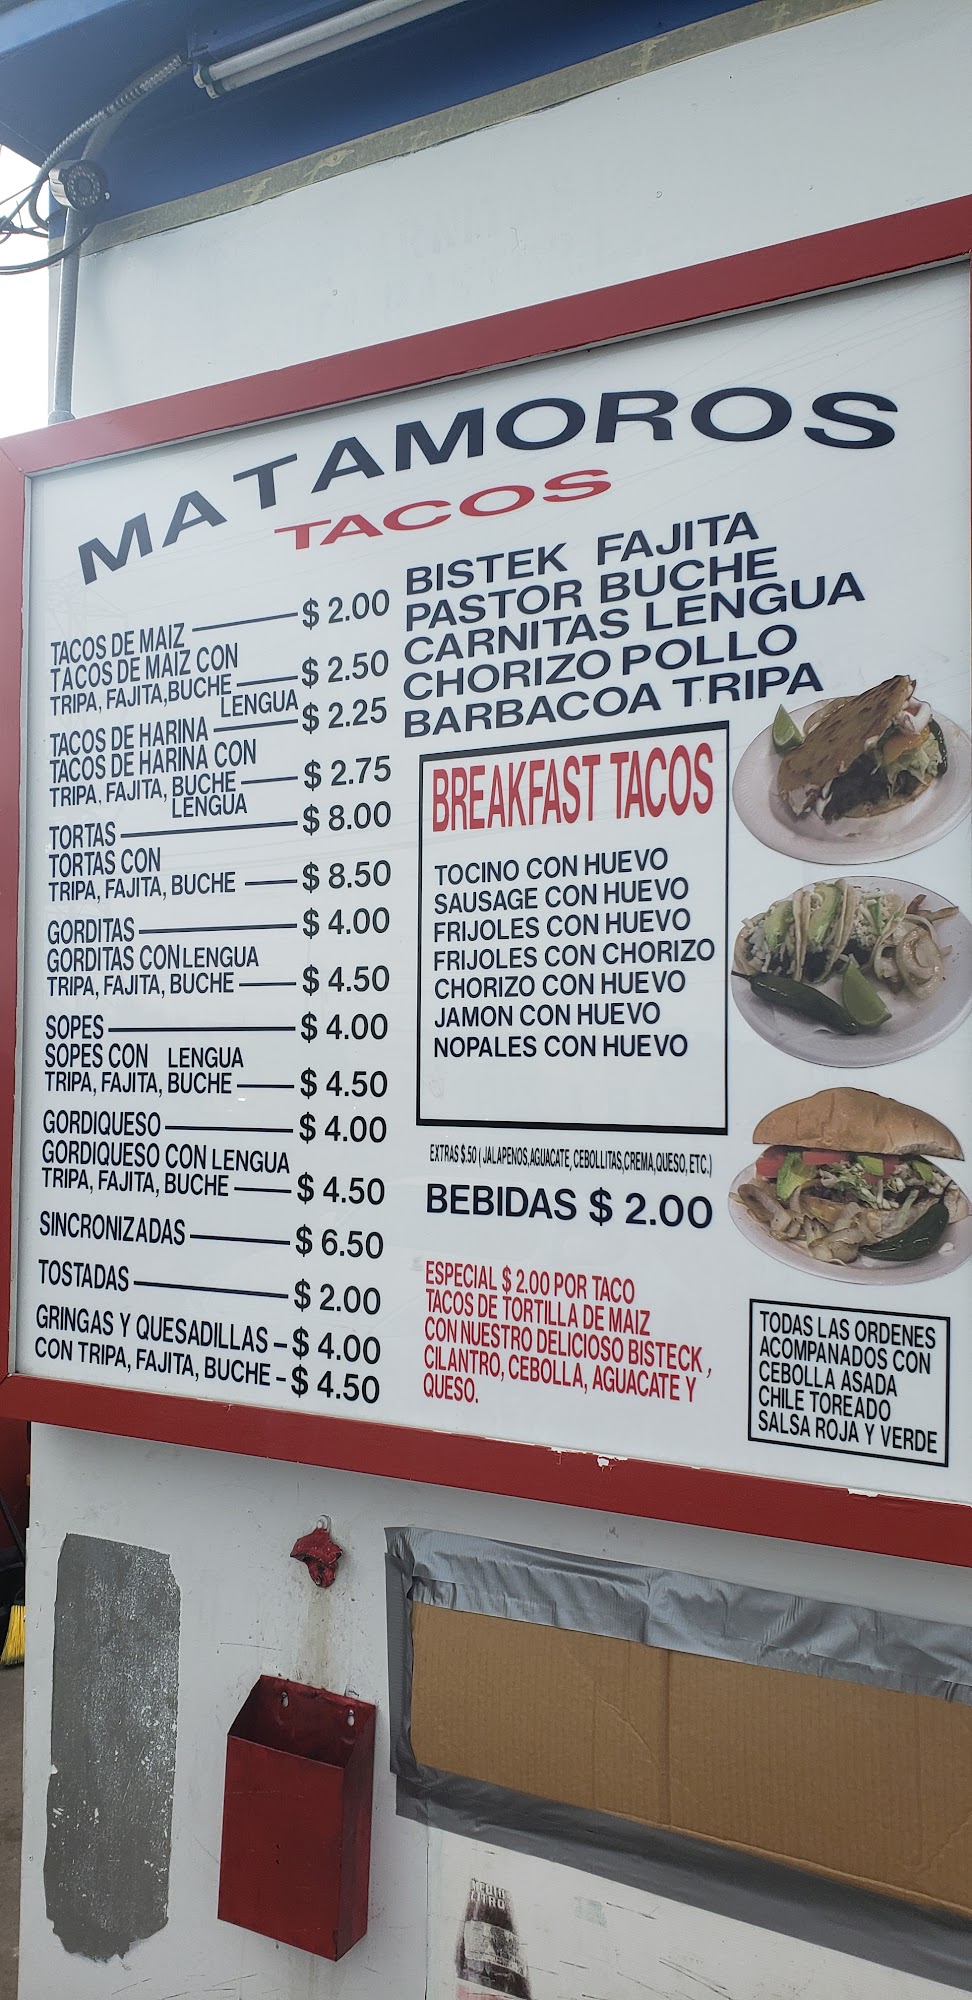 MATAMOROS
TACOS
TACOS DE MAIZ $ 2.00
TACOS DE MAIZ CON
TRIPA, FAJITA,BUCHE $ 2.50
LENGUA
TACOS DE HARINA $ 2.25
TACOS DE HARINA CON
TRIPA, FAJITA, BUCHE $ 2.75
LENGUA
TORTAS $ 8.00
TORTAS CON
TRIPA, FAJITA, BUCHE $ 8.50
GORDITAS $ 4.00
GORDITAS CON LENGUA
TRIPA, FAJITA, BUCHE $ 4.50
SOPES $ 4.00
SOPES CON LENGUA
TRIPA, FAJITA, BUCHE $ 4.50
GORDIQUESO $ 4.00
GORDIQUESO CON LENGUA
TRIPA, FAJITA, BUCHE $ 4.50
SINCRONIZADAS $ 6.50
TOSTADAS $ 2.00
GRINGAS Y QUESADILLAS - $ 4.00
CON TRIPA, FAJITA, BUCHE - $ 4.50
BISTEK FAJITA
PASTOR BUCHE
CARNITAS LENGUA
CHORIZO POLLO
BARBACOA TRIPA
BREAKFAST TACOS
TOCINO CON HUEVO
SAUSAGE CON HUEVO
FRIJOLES CON HUEVO
FRIJOLES CON CHORIZO
CHORIZO CON HUEVO
JAMON CON HUEVO
NOPALES CON HUEVO
EXTRAS $.50 ( JALAPENOS,AGUACATE, CEBOLLITAS,CREMA,QUESO, ETC.)
BEBIDAS $ 2.00
ESPECIAL $ 2.00 POR TACO
TACOS DE TORTILLA DE MAIZ
CON NUESTRO DELICIOSO BISTECK ,
CILANTRO, CEBOLLA, AGUACATE Y
QUESO.
TODAS LAS ORDENES
ACOMPANADOS CON
CEBOLLA ASADA
CHILE TOREADO
SALSA ROJA Y VERDE